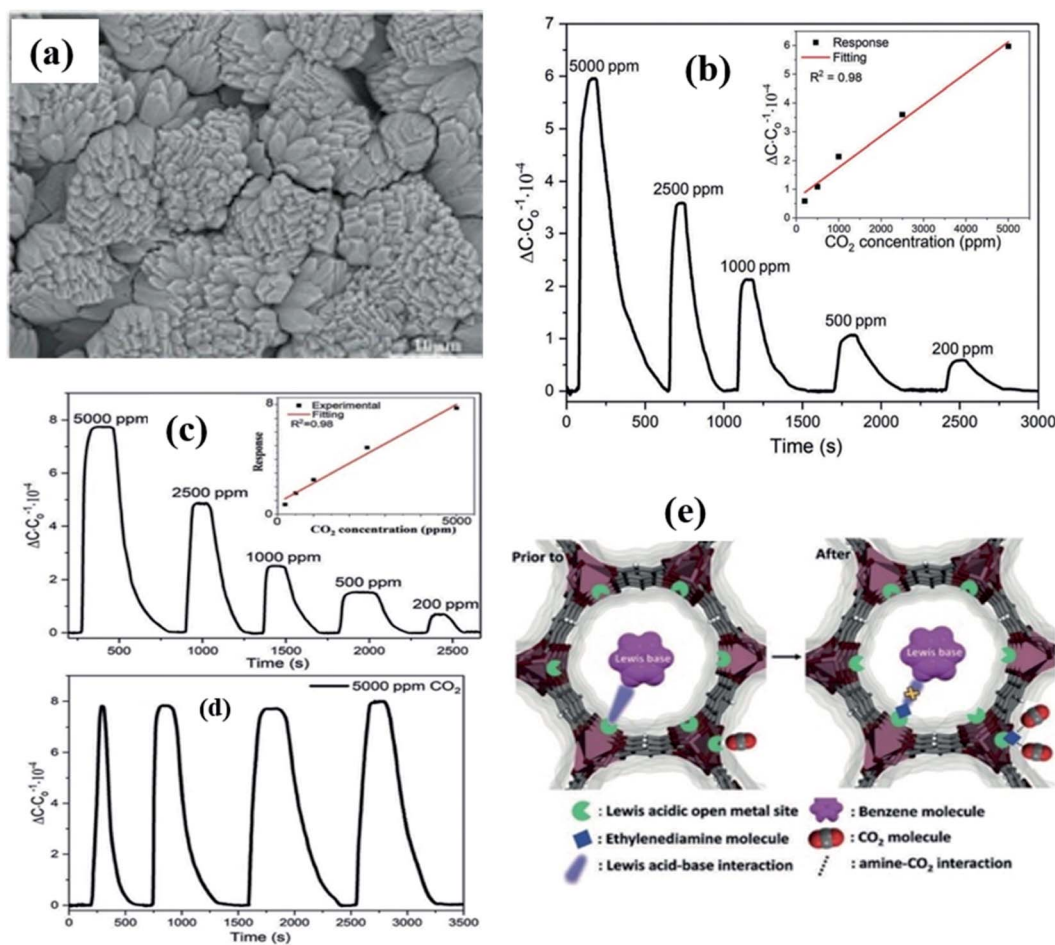 (a)
10 µm
(b)
ΔC·C₀⁻¹·10⁻⁴
7
6
5
4
3
2
1
0
5000 ppm
2500 ppm
1000 ppm
500 ppm
200 ppm
0 500 1000 1500 2000 2500 3000
Time (s)
Response
Fitting
R² = 0.98
ΔC·C₀⁻¹·10⁻⁴
6
5
4
3
2
1
0
0 1000 2000 3000 4000 5000
CO₂ concentration (ppm)
(c)
ΔC·C₀⁻¹·10⁻⁴
8
6
4
2
0
5000 ppm
2500 ppm
1000 ppm
500 ppm
200 ppm
500 1000 1500 2000 2500
Time (s)
Experimental
Fitting
R²=0.98
Response
8
0 5000
CO₂ concentration (ppm)
(d)
5000 ppm CO₂
ΔC·C₀⁻¹·10⁻⁴
8
6
4
2
0
0 500 1000 1500 2000 2500 3000 3500
Time (s)
(e)
Prior to
After
Lewis base
Lewis base
: Lewis acidic open metal site
: Benzene molecule
: Ethylenediamine molecule
: CO₂ molecule
: Lewis acid-base interaction
: amine-CO₂ interaction